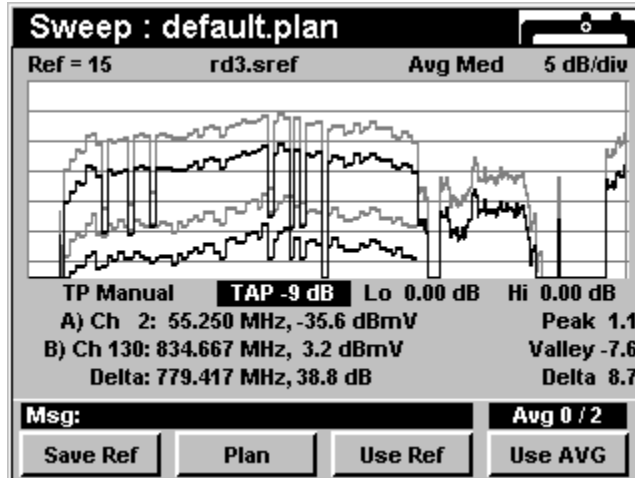 Sweep : default.plan
Ref = 15 rd3.sref Avg Med 5 dB/div
TP Manual TAP -9 dB Lo 0.00 dB Hi 0.00 dB
A) Ch 2: 55.250 MHz, -35.6 dBmV Peak 1.1
B) Ch 130: 834.667 MHz, 3.2 dBmV Valley -7.6
Delta: 779.417 MHz, 38.8 dB Delta 8.7
Msg: Avg 0 / 2
Save Ref Plan Use Ref Use AVG